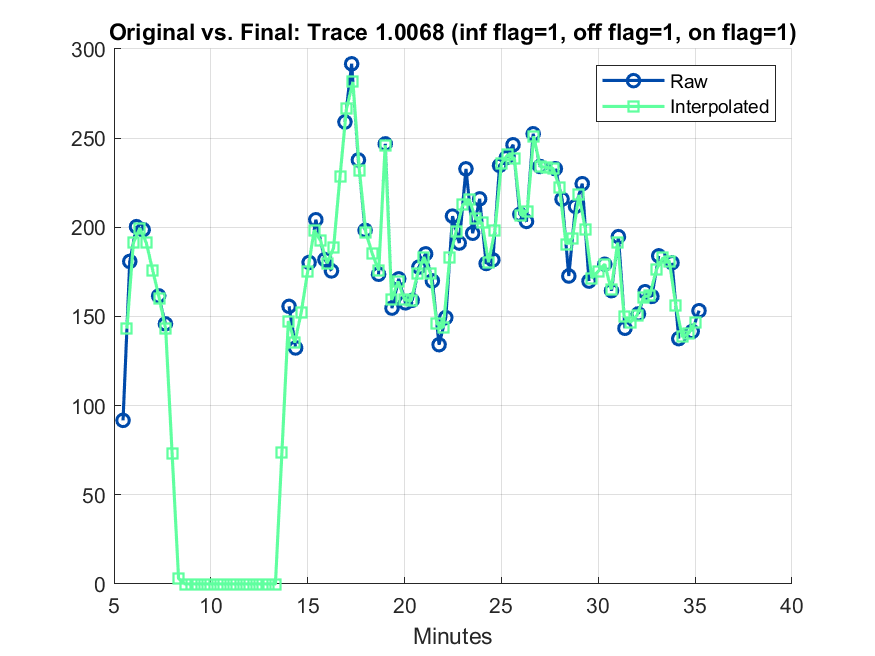 Original vs. Final: Trace 1.0068 (inf flag=1, off flag=1, on flag=1)
300
250
200
150
100
50
0
Raw
Interpolated
5 10 15 20 25 30 35 40
Minutes